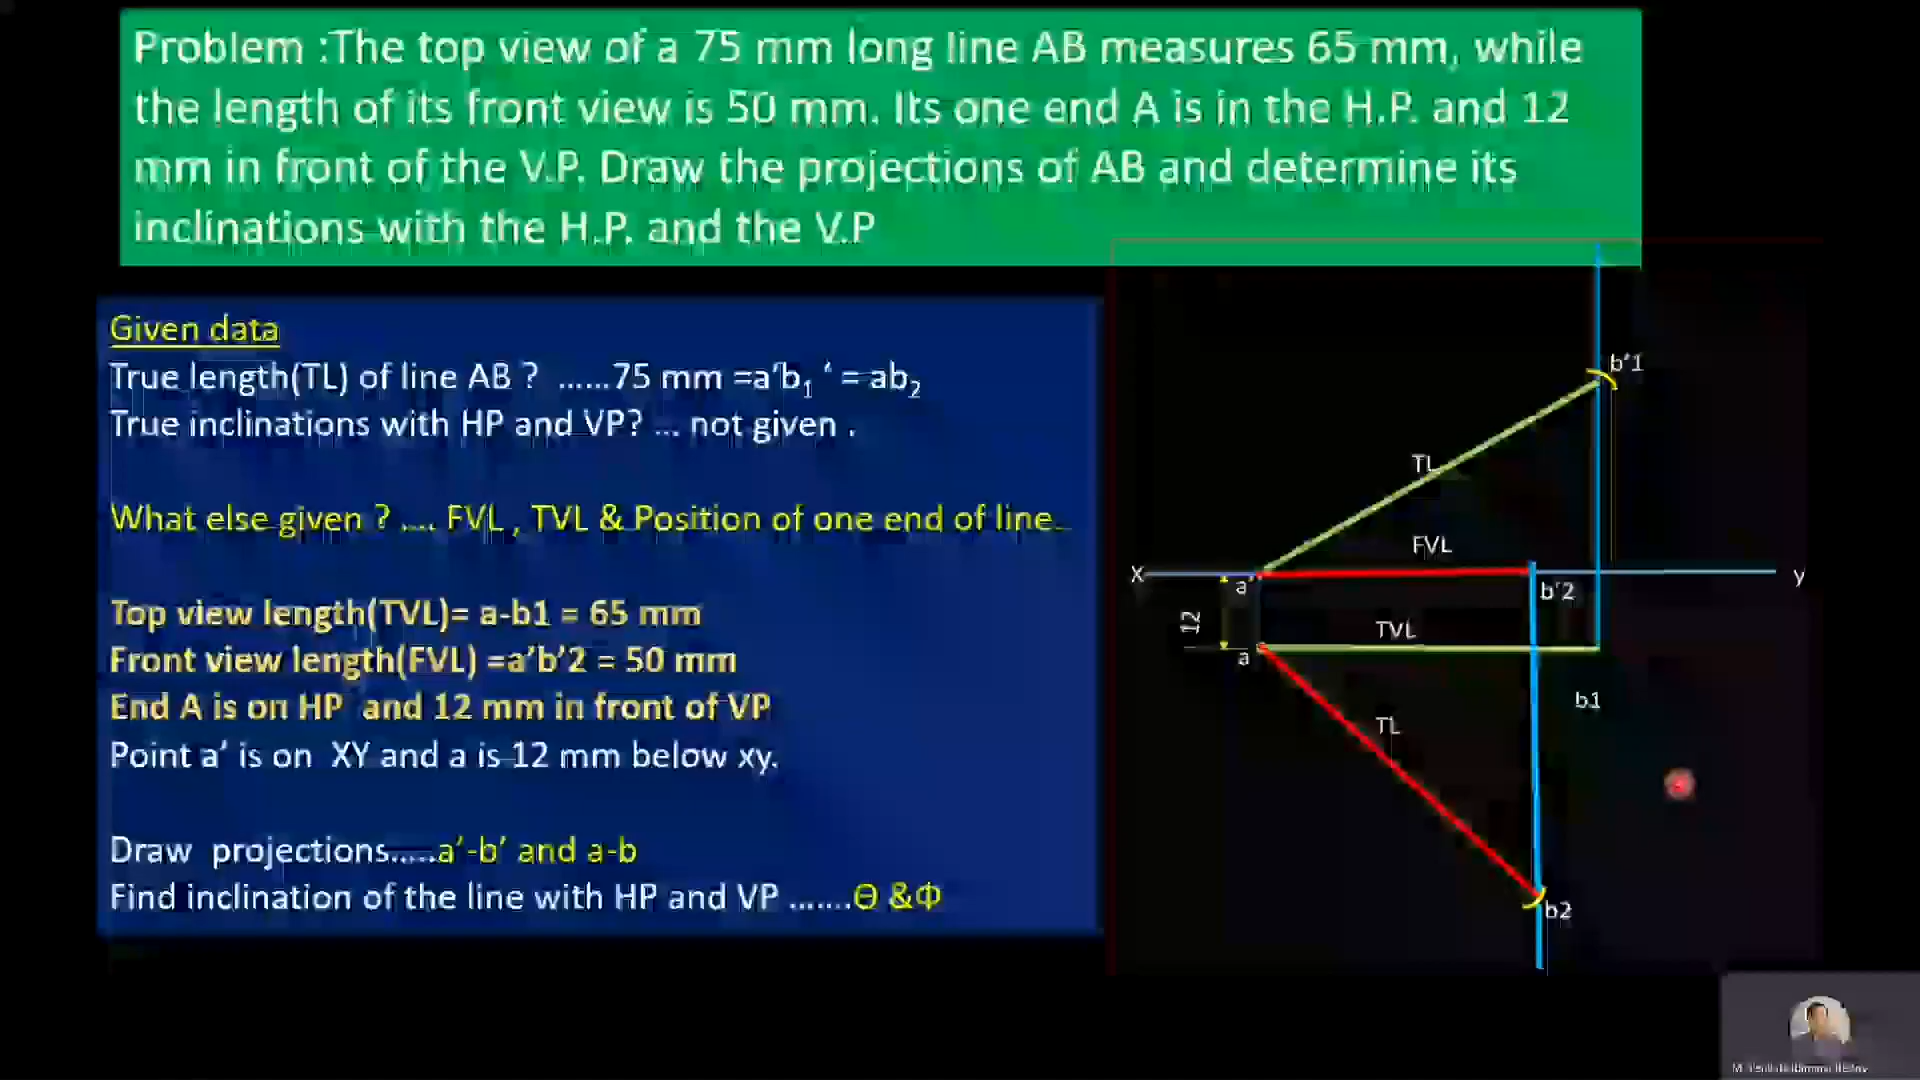 Problem :The top view of a 75 mm long line AB measures 65 mm, while
the length of its front view is 50 mm. Its one end A is in the H.P. and 12
mm in front of the V.P. Draw the projections of AB and determine its
inclinations with the H.P. and the V.P
Given data
True length(TL) of line AB ? ......75 mm =a’b₁ ‘ = ab₂
True inclinations with HP and VP? ... not given .
What else given ? .... FVL , TVL & Position of one end of line.
Top view length(TVL)= a-b1 = 65 mm
Front view length(FVL) =a’b’2 = 50 mm
End A is on HP and 12 mm in front of VP
Point a’ is on XY and a is 12 mm below xy.
Draw projections.....a’-b’ and a-b
Find inclination of the line with HP and VP .......Θ &Φ
b’1
TL
FVL
X
y
a’
b’2
12
TVL
a
b1
TL
b2